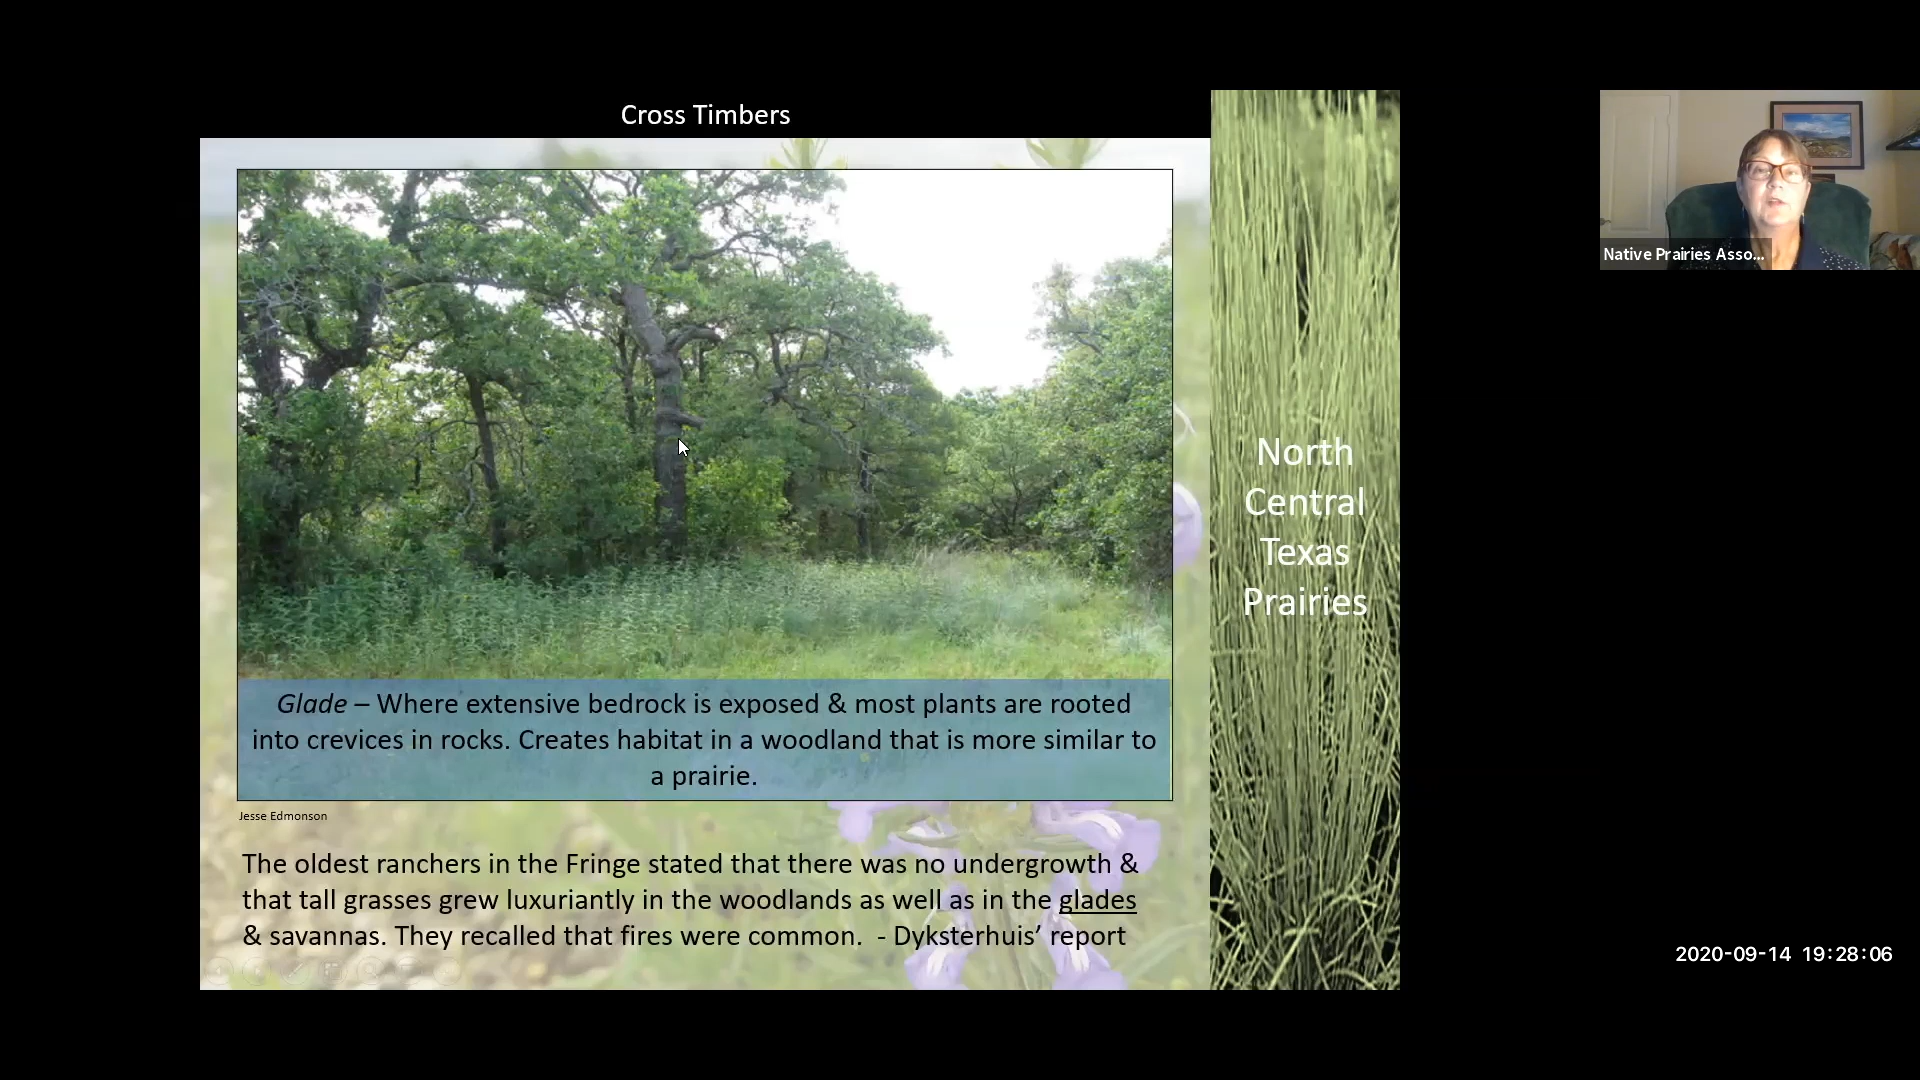 Cross Timbers
Glade – Where extensive bedrock is exposed & most plants are rooted
into crevices in rocks. Creates habitat in a woodland that is more similar to
a prairie.
Jesse Edmonson
The oldest ranchers in the Fringe stated that there was no undergrowth &
that tall grasses grew luxuriantly in the woodlands as well as in the glades
& savannas. They recalled that fires were common.  - Dyksterhuis’ report
North
Central
Texas
Prairies
Native Prairies Asso...
2020-09-14 19:28:06